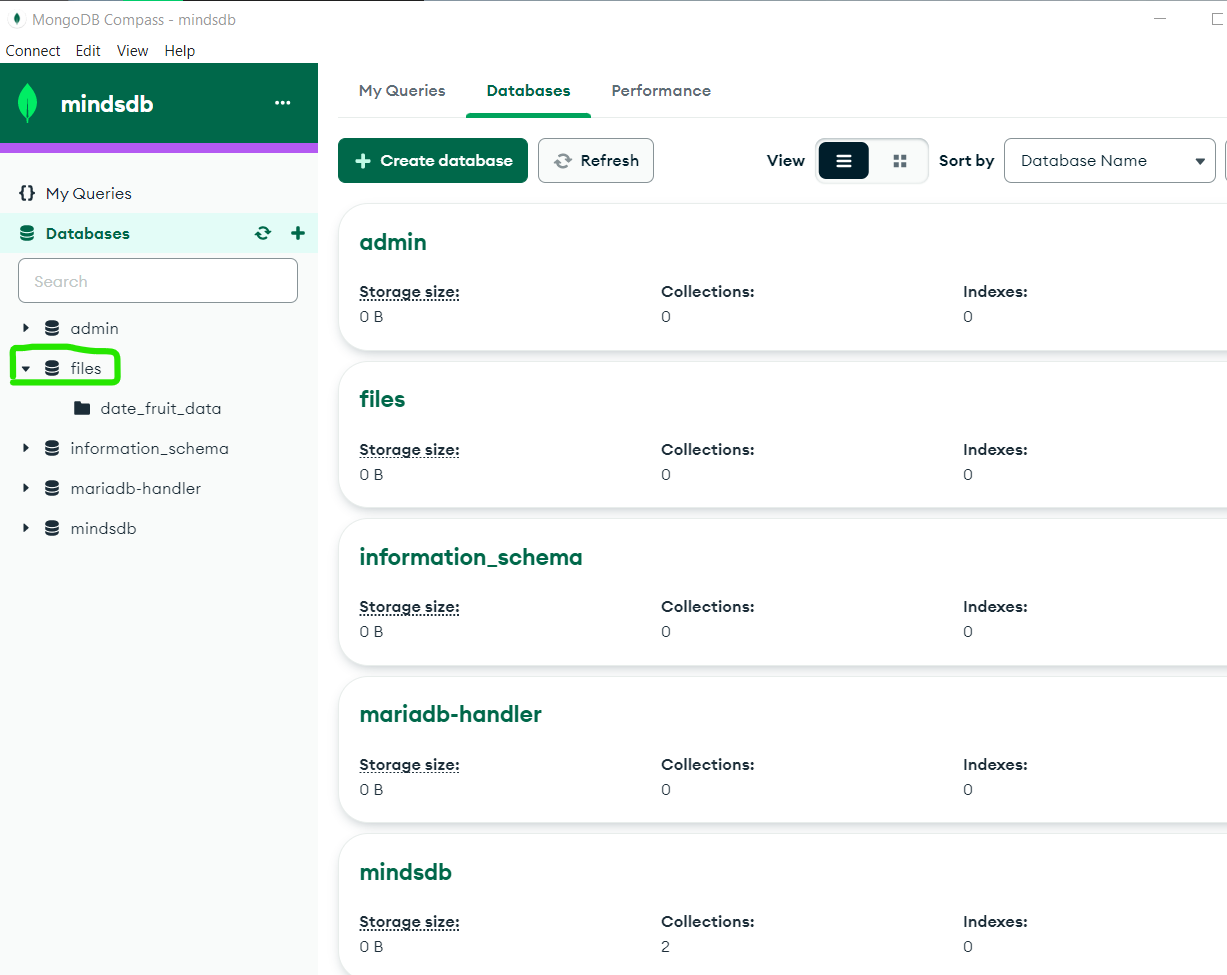 MongoDB Compass - mindsdb
Connect Edit View Help
mindsdb
My Queries
Databases
Search
admin
files
date_fruit_data
information_schema
mariadb-handler
mindsdb
My Queries Databases Performance
Create database Refresh View Sort by Database Name
admin
Storage size: Collections: Indexes:
0 B 0 0
files
Storage size: Collections: Indexes:
0 B 0 0
information_schema
Storage size: Collections: Indexes:
0 B 0 0
mariadb-handler
Storage size: Collections: Indexes:
0 B 0 0
mindsdb
Storage size: Collections: Indexes:
0 B 2 0